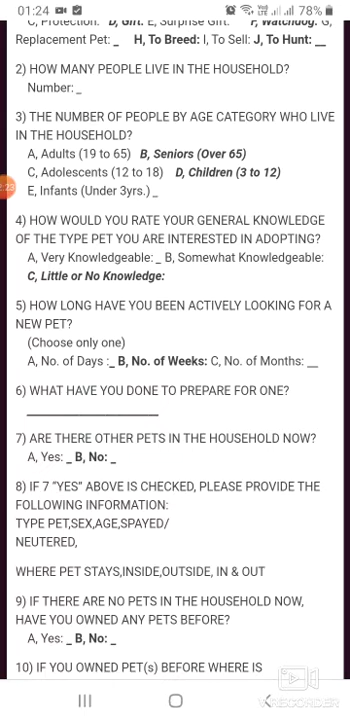 01:24 78%
C, Protection: D, Gift: E, Surprise Gift: F, Watchdog: G,
Replacement Pet: _ H, To Breed: I, To Sell: J, To Hunt: __
2) HOW MANY PEOPLE LIVE IN THE HOUSEHOLD?
Number: _
3) THE NUMBER OF PEOPLE BY AGE CATEGORY WHO LIVE
IN THE HOUSEHOLD?
A, Adults (19 to 65) B, Seniors (Over 65)
C, Adolescents (12 to 18) D, Children (3 to 12)
E, Infants (Under 3yrs.) _
4) HOW WOULD YOU RATE YOUR GENERAL KNOWLEDGE
OF THE TYPE PET YOU ARE INTERESTED IN ADOPTING?
A, Very Knowledgeable: _ B, Somewhat Knowledgeable:
C, Little or No Knowledge:
5) HOW LONG HAVE YOU BEEN ACTIVELY LOOKING FOR A
NEW PET?
(Choose only one)
A, No. of Days :_ B, No. of Weeks: C, No. of Months: __
6) WHAT HAVE YOU DONE TO PREPARE FOR ONE?
____________________
7) ARE THERE OTHER PETS IN THE HOUSEHOLD NOW?
A, Yes: _ B, No: _
8) IF 7 “YES” ABOVE IS CHECKED, PLEASE PROVIDE THE
FOLLOWING INFORMATION:
TYPE PET,SEX,AGE,SPAYED/
NEUTERED,
WHERE PET STAYS,INSIDE,OUTSIDE, IN & OUT
9) IF THERE ARE NO PETS IN THE HOUSEHOLD NOW,
HAVE YOU OWNED ANY PETS BEFORE?
A, Yes: _ B, No: _
10) IF YOU OWNED PET(s) BEFORE WHERE IS
VRECORDER